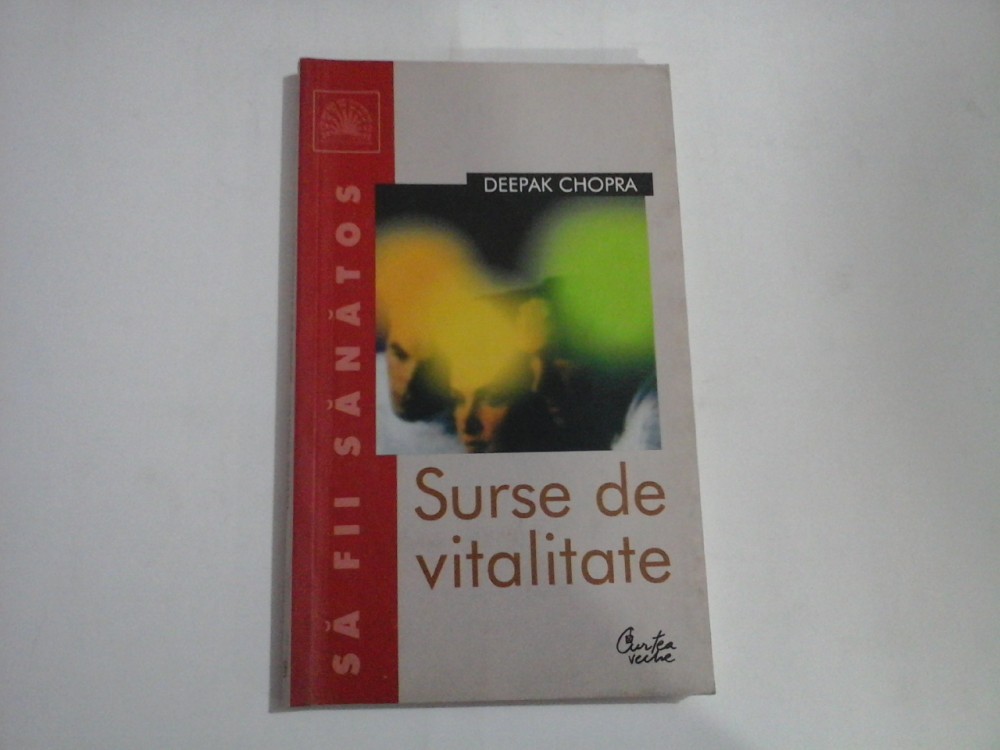 SĂ FII SĂNĂTOS
DEEPAK CHOPRA
Surse de
vitalitate
Curtea
veche